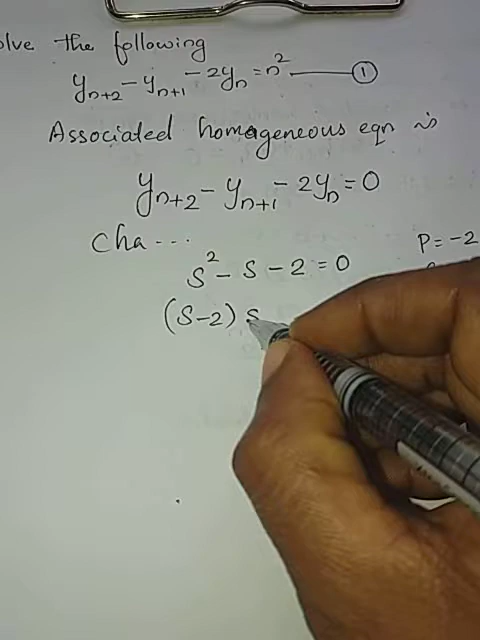 the following
yₙ₊₂ - yₙ₊₁ - 2yₙ = n² ——— ①
Associated homogeneous eqn is
yₙ₊₂ - yₙ₊₁ - 2yₙ = 0
Cha...
P = -2
s² - s - 2 = 0
(s-2) s